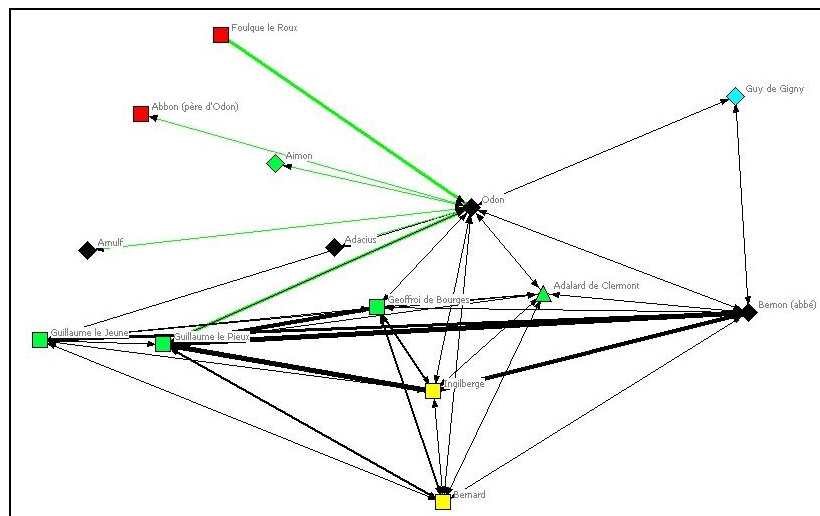 Foulque le Roux
Guy de Gigny
Abbon (père d'Odon)
Aimon
Odon
Arnulf
Adacius
Adalard de Clermont
Geoffroi de Bourges
Bernon (abbé)
Guillaume le Jeune
Guillaume le Pieux
Ingilberge
Bernard